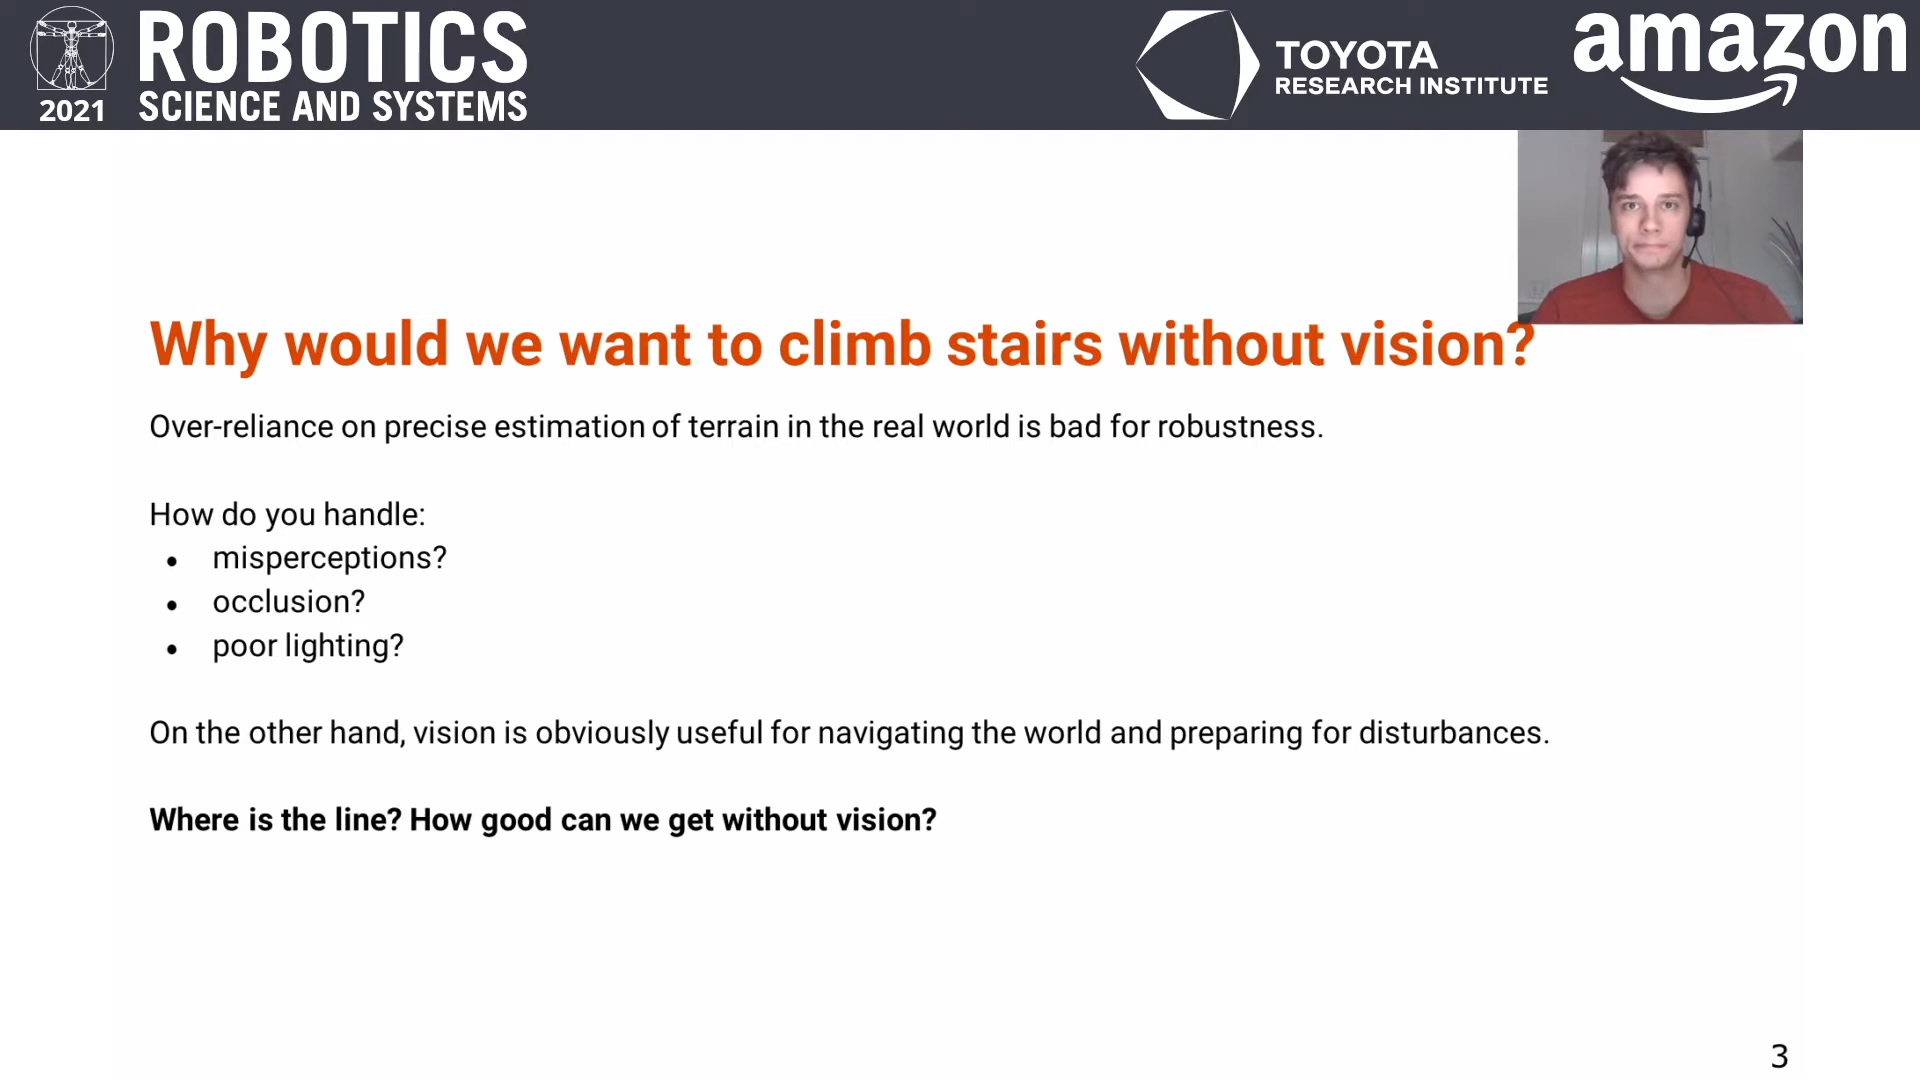 ROBOTICS
2021 SCIENCE AND SYSTEMS
TOYOTA
RESEARCH INSTITUTE
amazon
Why would we want to climb stairs without vision?
Over-reliance on precise estimation of terrain in the real world is bad for robustness.
How do you handle:
• misperceptions?
• occlusion?
• poor lighting?
On the other hand, vision is obviously useful for navigating the world and preparing for disturbances.
Where is the line? How good can we get without vision?
3